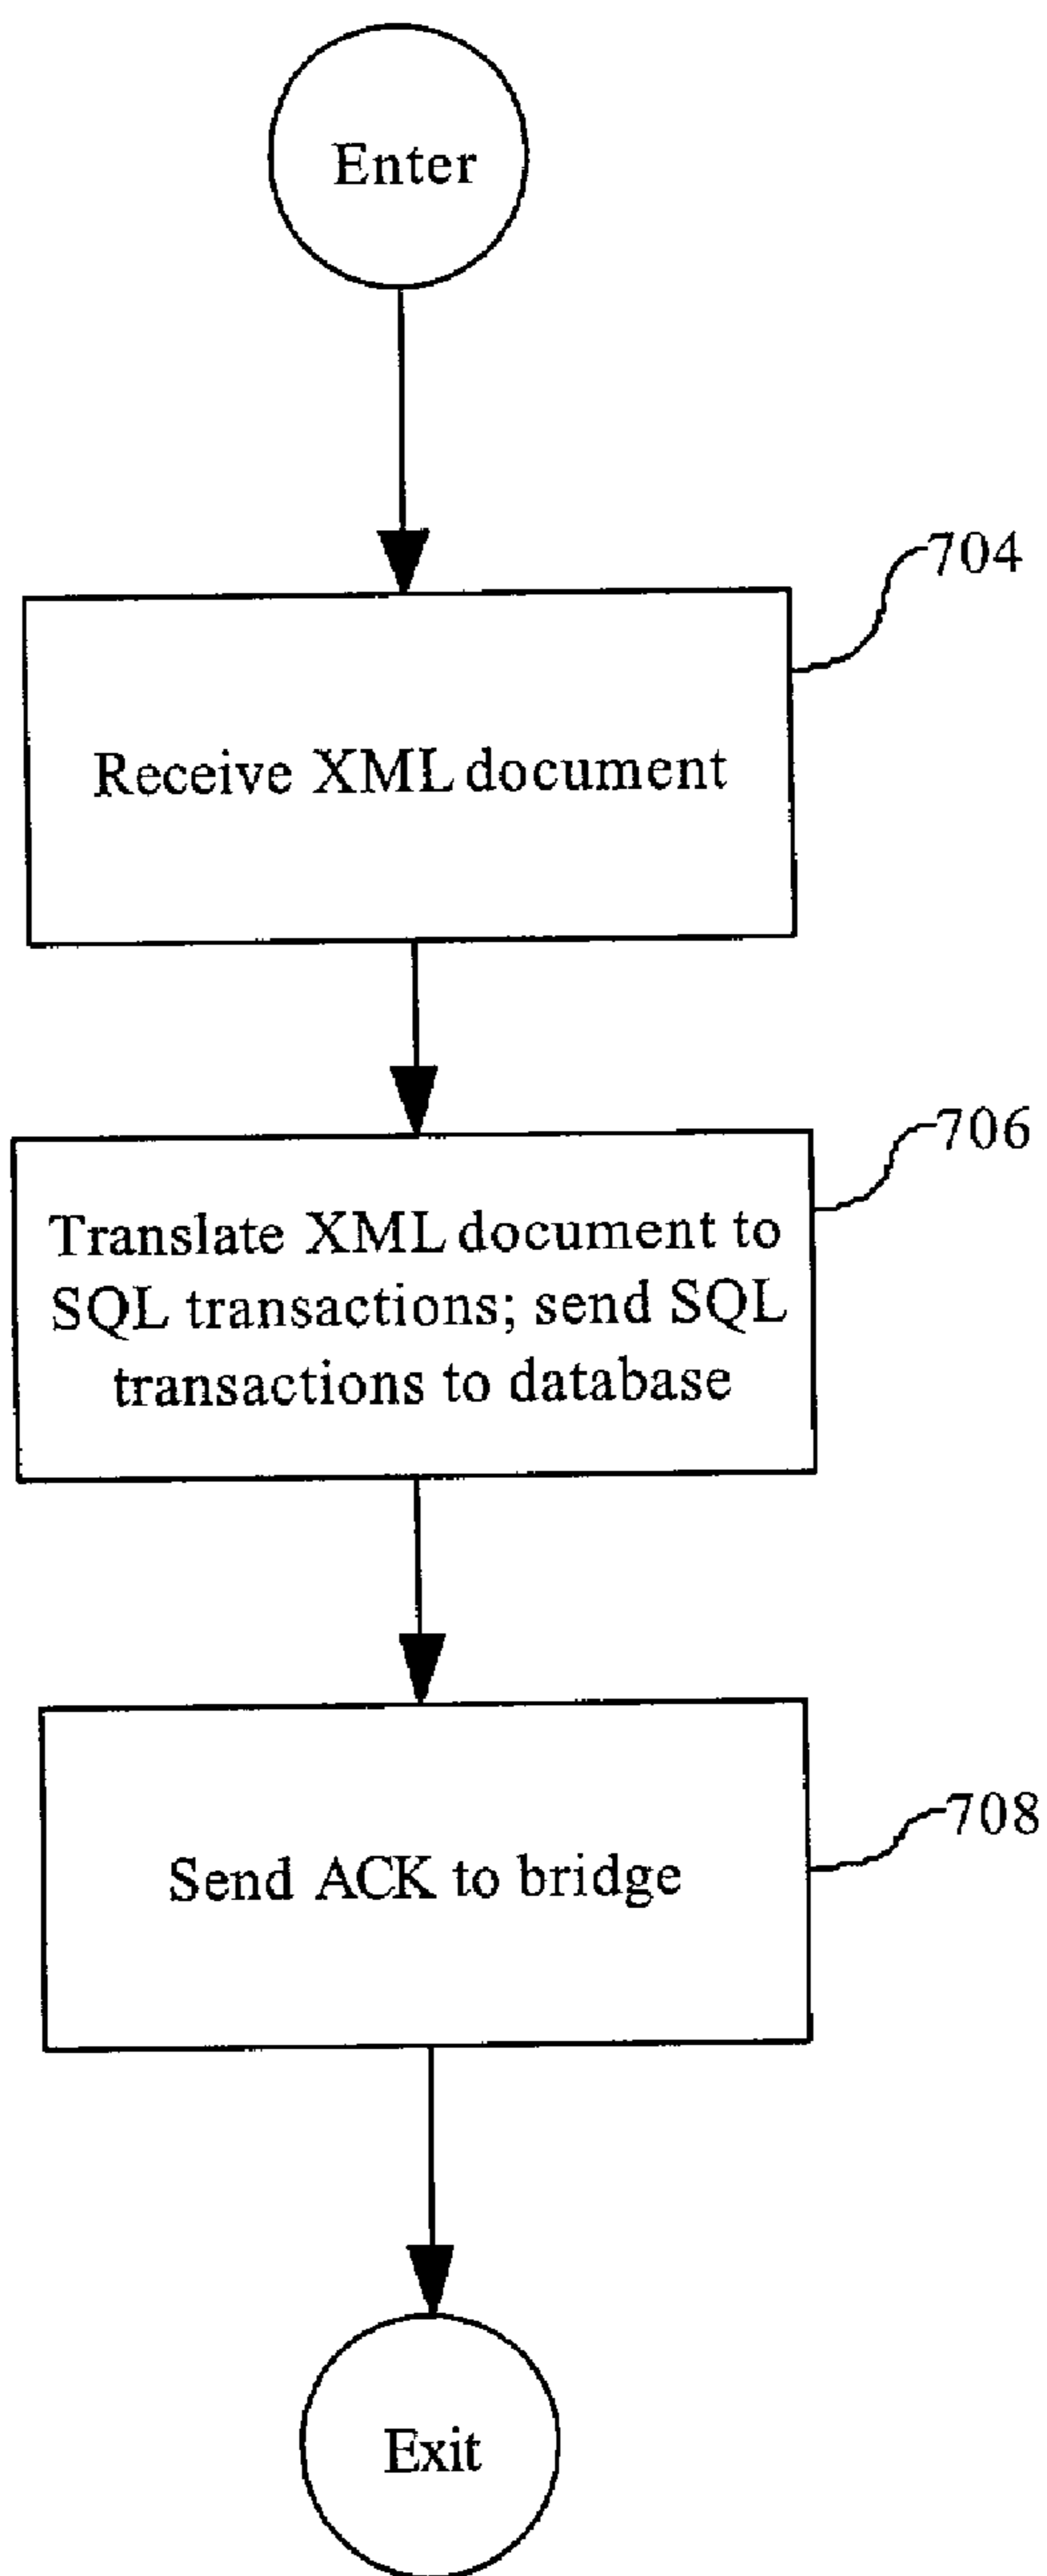 Enter
704
Receive XML document
706
Translate XML document to
SQL transactions; send SQL
transactions to database
708
Send ACK to bridge
Exit